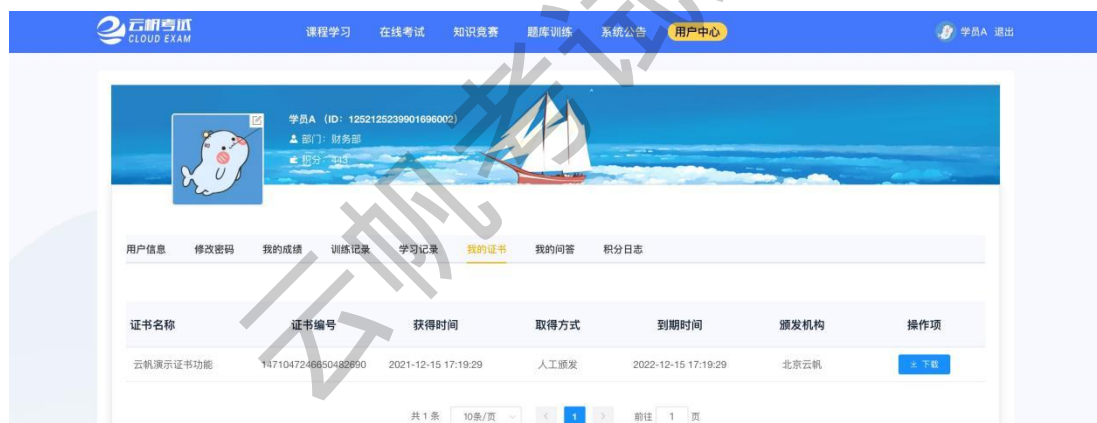 云帆考试 课程学习 在线考试 知识竞赛 题库训练 系统公告 用户中心 学员A 退出
CLOUD EXAM
学员A （ID：1252125239901696002）
部门：财务部
积分：443
用户信息 修改密码 我的成绩 训练记录 学习记录 我的证书 我的问答 积分日志
证书名称 证书编号 获得时间 取得方式 到期时间 颁发机构 操作项
云帆演示证书功能 1471047246650482690 2021-12-15 17:19:29 人工颁发 2022-12-15 17:19:29 北京云帆 下载
共 1 条 10条/页 1 前往 1 页
云帆考试